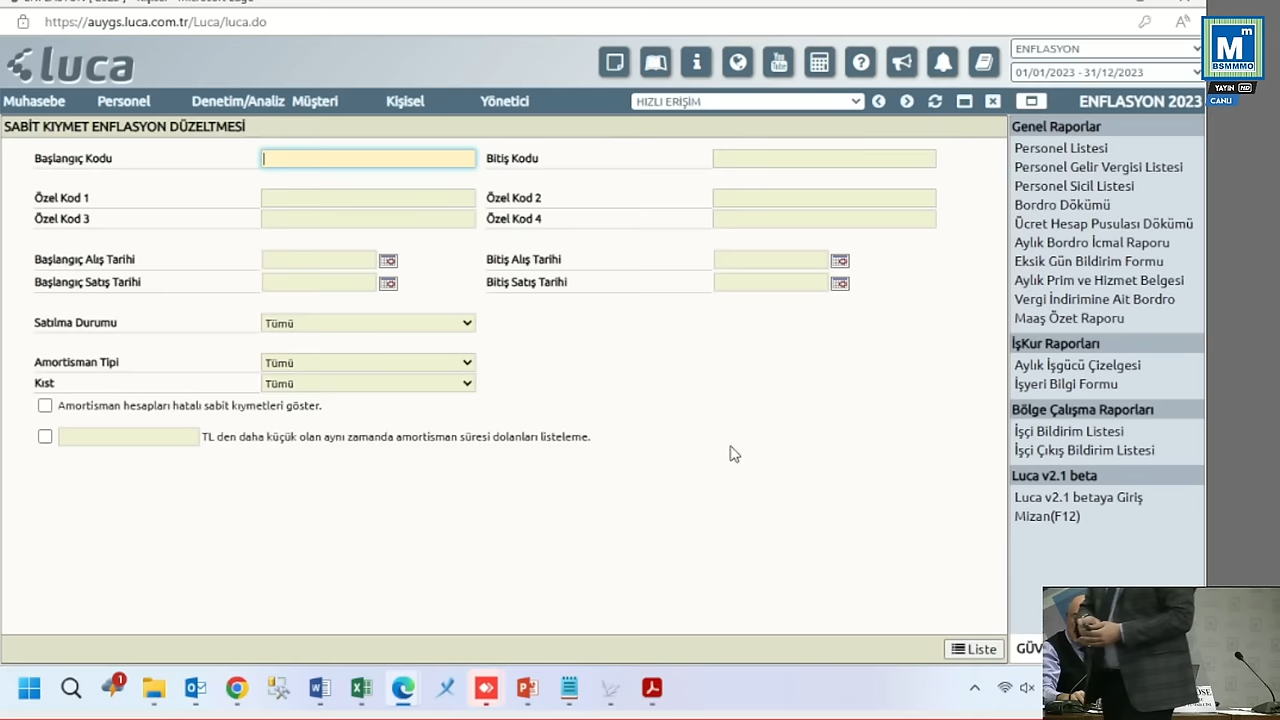 https://auygs.luca.com.tr/Luca/luca.do
luca
ENFLASYON
01/01/2023 - 31/12/2023
Mm
BSMMMO
YAYIN HD
CANLI
Muhasebe Personel Denetim/Analiz Müşteri Kişisel Yönetici
HIZLI ERİŞİM
ENFLASYON 2023
SABİT KIYMET ENFLASYON DÜZELTMESİ
Başlangıç Kodu
Bitiş Kodu
Özel Kod 1
Özel Kod 2
Özel Kod 3
Özel Kod 4
Başlangıç Alış Tarihi
Bitiş Alış Tarihi
Başlangıç Satış Tarihi
Bitiş Satış Tarihi
Satılma Durumu
Tümü
Amortisman Tipi
Tümü
Kıst
Tümü
Amortisman hesapları hatalı sabit kıymetleri göster.
TL den daha küçük olan aynı zamanda amortisman süresi dolanları listeleme.
Liste
Genel Raporlar
Personel Listesi
Personel Gelir Vergisi Listesi
Personel Sicil Listesi
Bordro Dökümü
Ücret Hesap Pusulası Dökümü
Aylık Bordro İcmal Raporu
Eksik Gün Bildirim Formu
Aylık Prim ve Hizmet Belgesi
Vergi İndirimine Ait Bordro
Maaş Özet Raporu
İşKur Raporları
Aylık İşgücü Çizelgesi
İşyeri Bilgi Formu
Bölge Çalışma Raporları
İşçi Bildirim Listesi
İşçi Çıkış Bildirim Listesi
Luca v2.1 beta
Luca v2.1 betaya Giriş
Mizan(F12)